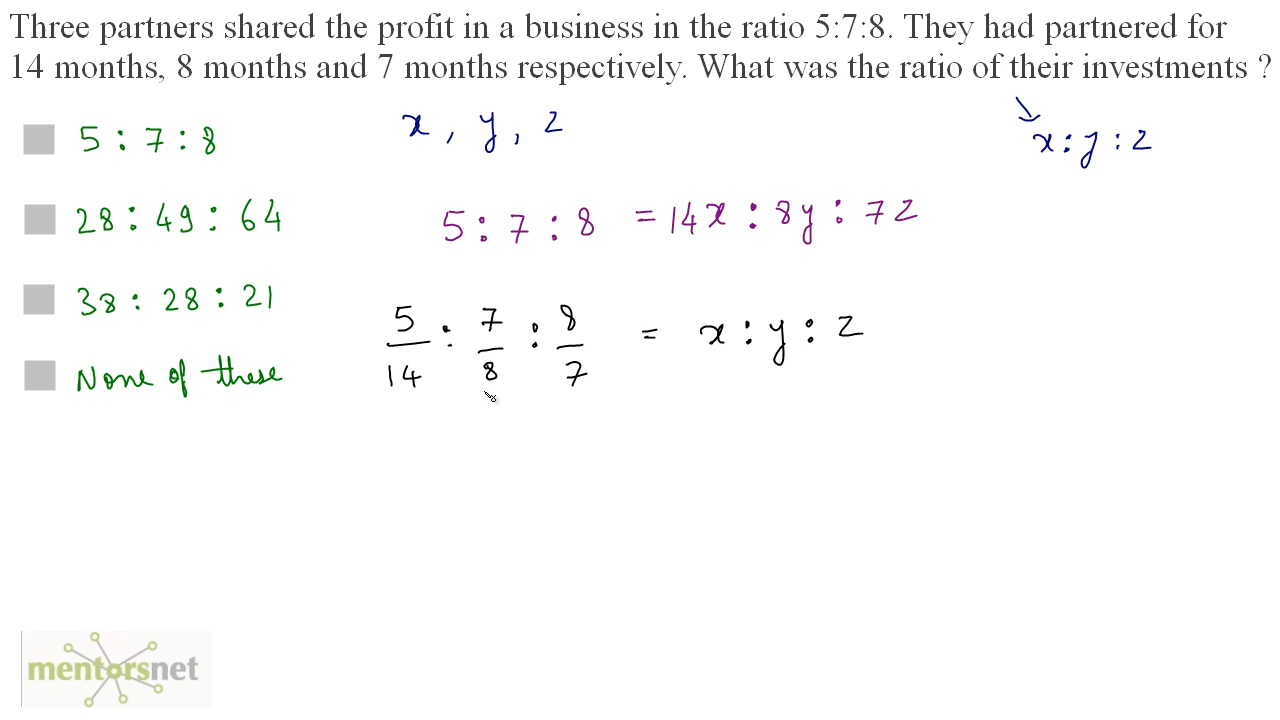 Three partners shared the profit in a business in the ratio 5:7:8. They had partnered for
14 months, 8 months and 7 months respectively. What was the ratio of their investments ?
5 : 7 : 8
x , y , z
x : y : z
28 : 49 : 64
5 : 7 : 8 = 14x : 8y : 7z
38 : 28 : 21
5/14 : 7/8 : 8/7 = x : y : z
None of these
mentorsnet